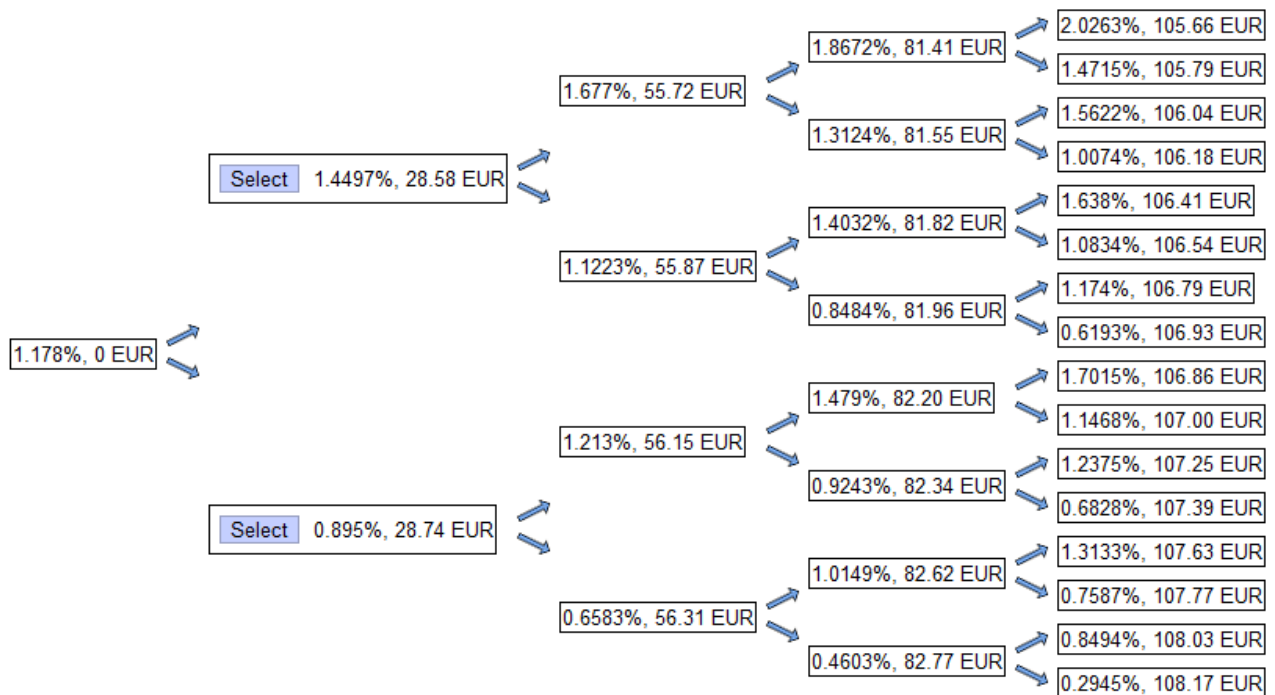 2.0263%, 105.66 EUR
1.8672%, 81.41 EUR
1.4715%, 105.79 EUR
1.677%, 55.72 EUR
1.5622%, 106.04 EUR
1.3124%, 81.55 EUR
1.0074%, 106.18 EUR
Select 1.4497%, 28.58 EUR
1.638%, 106.41 EUR
1.4032%, 81.82 EUR
1.0834%, 106.54 EUR
1.1223%, 55.87 EUR
1.174%, 106.79 EUR
0.8484%, 81.96 EUR
0.6193%, 106.93 EUR
1.178%, 0 EUR
1.7015%, 106.86 EUR
1.479%, 82.20 EUR
1.1468%, 107.00 EUR
1.213%, 56.15 EUR
1.2375%, 107.25 EUR
0.9243%, 82.34 EUR
0.6828%, 107.39 EUR
Select 0.895%, 28.74 EUR
1.3133%, 107.63 EUR
1.0149%, 82.62 EUR
0.7587%, 107.77 EUR
0.6583%, 56.31 EUR
0.8494%, 108.03 EUR
0.4603%, 82.77 EUR
0.2945%, 108.17 EUR